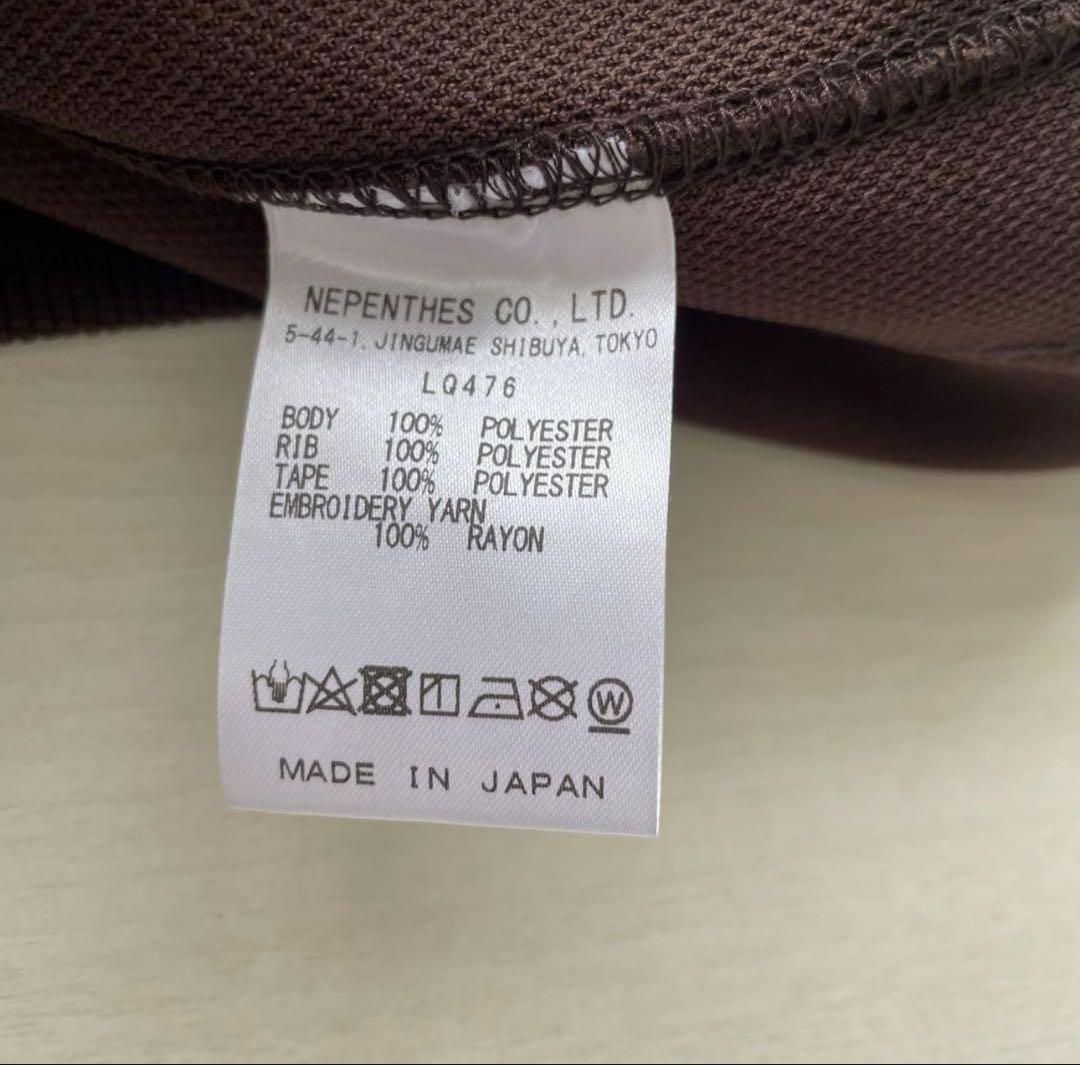 NEPENTHES CO., LTD.
5-44-1, JINGUMAE SHIBUYA, TOKYO
LQ476
BODY 100% POLYESTER
RIB 100% POLYESTER
TAPE 100% POLYESTER
EMBROIDERY YARN
100% RAYON
W
MADE IN JAPAN